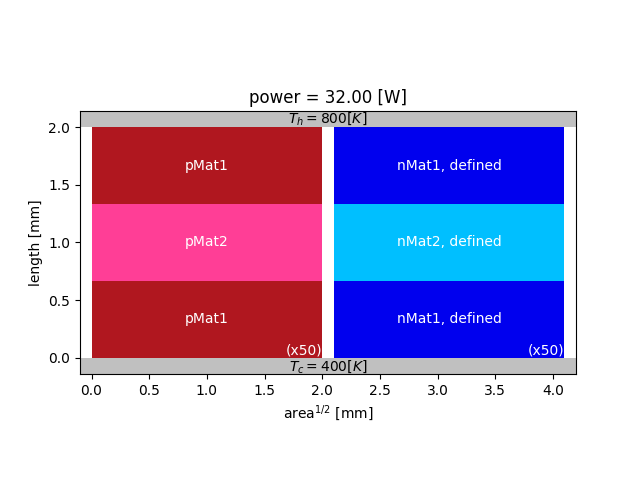 power = 32.00 [W]
T_h = 800[K]
2.0
1.5
1.0
0.5
0.0
length [mm]
pMat1
nMat1, defined
pMat2
nMat2, defined
pMat1
nMat1, defined
(x50)
(x50)
T_c = 400[K]
0.0 0.5 1.0 1.5 2.0 2.5 3.0 3.5 4.0
area^{1/2} [mm]